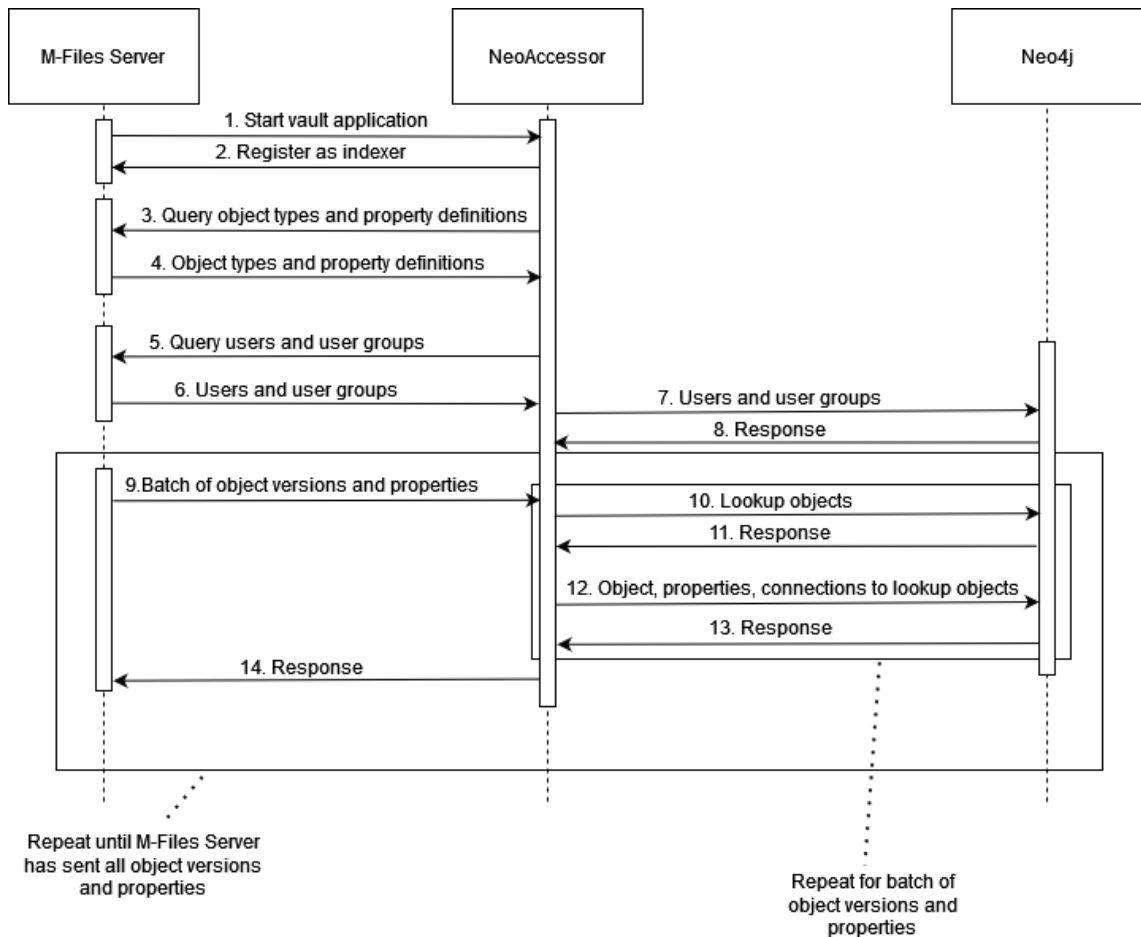 M-Files Server
NeoAccessor
Neo4j
1. Start vault application
2. Register as indexer
3. Query object types and property definitions
4. Object types and property definitions
5. Query users and user groups
6. Users and user groups
7. Users and user groups
8. Response
9.Batch of object versions and properties
10. Lookup objects
11. Response
12. Object, properties, connections to lookup objects
13. Response
14. Response
Repeat until M-Files Server
has sent all object versions
and properties
Repeat for batch of
object versions and
properties